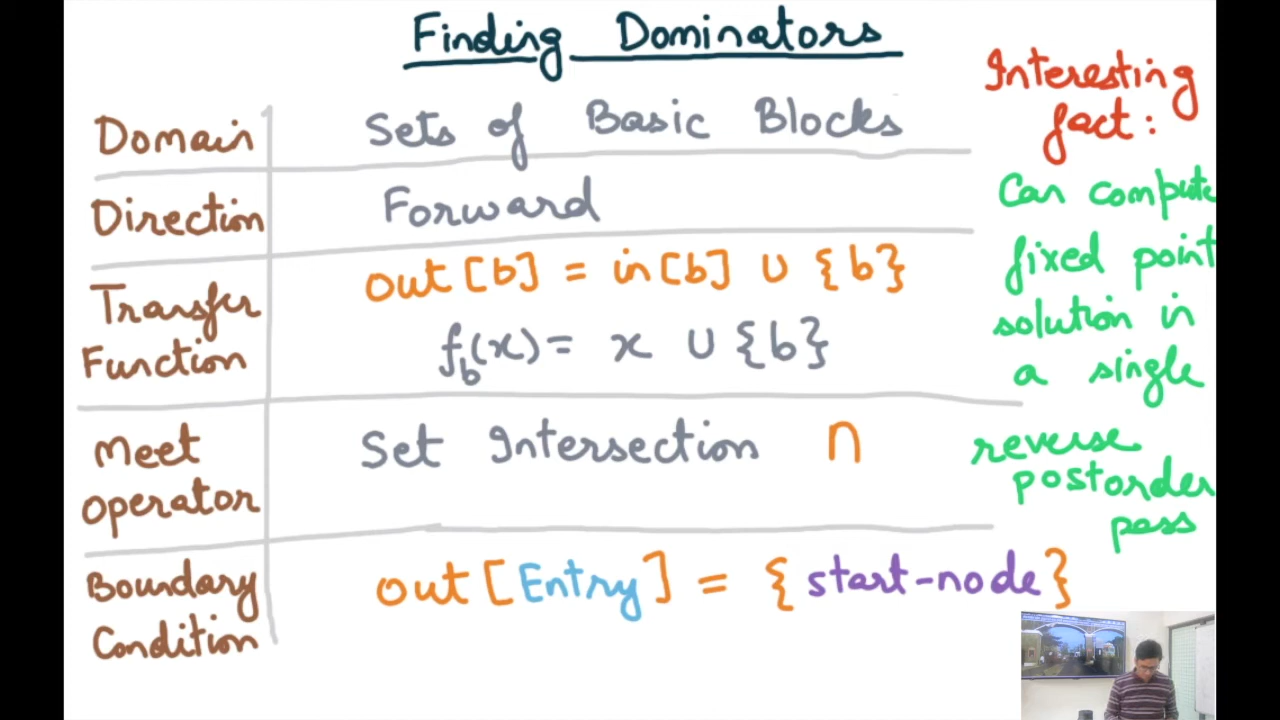 Finding Dominators
Domain Sets of Basic Blocks
Direction Forward
Transfer Function
out[b] = in[b] ∪ {b}
f_b(x) = x ∪ {b}
Meet operator
Set Intersection ∩
Boundary Condition
out[Entry] = {start-node}
Interesting
fact:
Can compute
fixed point
solution in
a single
reverse
postorder
pass